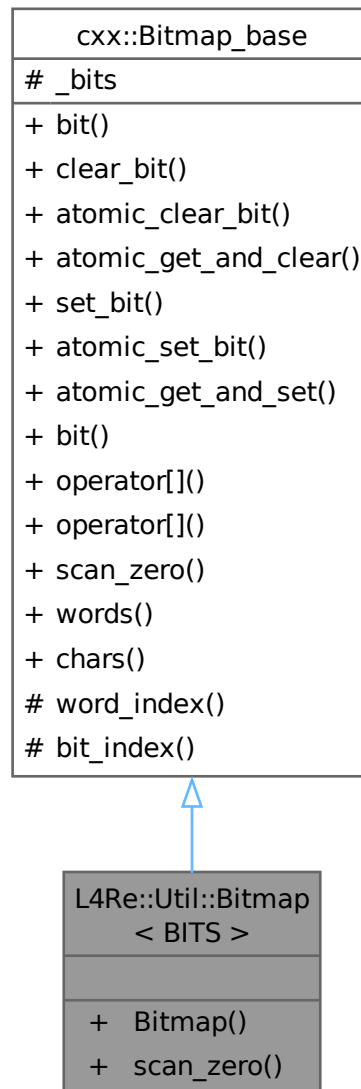 cxx::Bitmap_base
# _bits
+ bit()
+ clear_bit()
+ atomic_clear_bit()
+ atomic_get_and_clear()
+ set_bit()
+ atomic_set_bit()
+ atomic_get_and_set()
+ bit()
+ operator[]()
+ operator[]()
+ scan_zero()
+ words()
+ chars()
# word_index()
# bit_index()
L4Re::Util::Bitmap
< BITS >
+ Bitmap()
+ scan_zero()